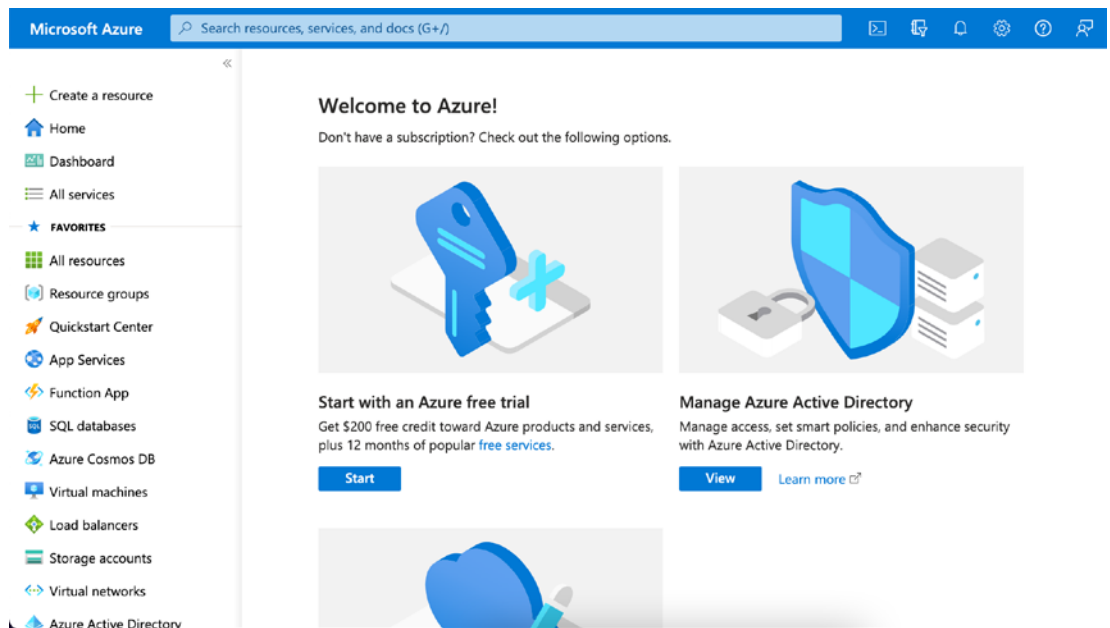 Microsoft Azure
Search resources, services, and docs (G+/)
Create a resource
Home
Dashboard
All services
FAVORITES
All resources
Resource groups
Quickstart Center
App Services
Function App
SQL databases
Azure Cosmos DB
Virtual machines
Load balancers
Storage accounts
Virtual networks
Azure Active Directory
Welcome to Azure!
Don't have a subscription? Check out the following options.
Start with an Azure free trial
Get $200 free credit toward Azure products and services,
plus 12 months of popular free services.
Start
Manage Azure Active Directory
Manage access, set smart policies, and enhance security
with Azure Active Directory.
View
Learn more